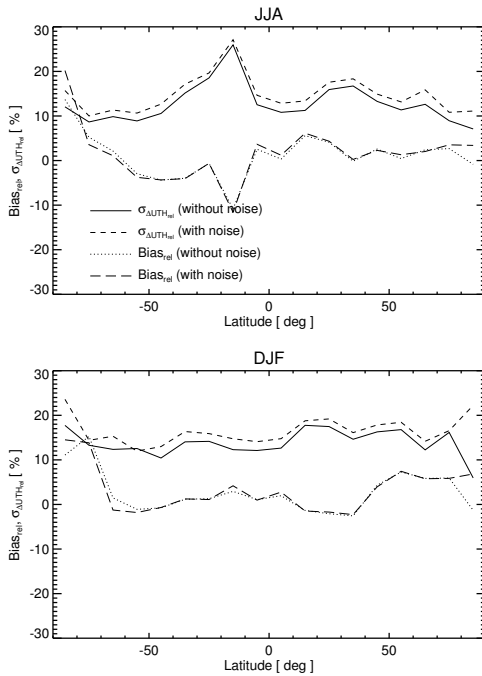 JJA
30
20
10
0
-10
-20
-30
Bias_rel, σ_ΔUTH_rel [ % ]
σ_ΔUTH_rel (without noise)
σ_ΔUTH_rel (with noise)
Bias_rel (without noise)
Bias_rel (with noise)
-50 0 50
Latitude [ deg ]
DJF
30
20
10
0
-10
-20
-30
Bias_rel, σ_ΔUTH_rel [ % ]
-50 0 50
Latitude [ deg ]